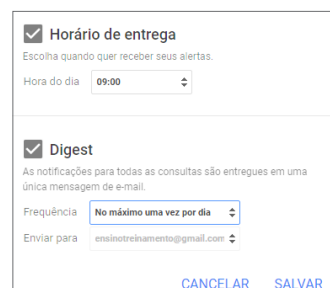 Horário de entrega
Escolha quando quer receber seus alertas.
Hora do dia 09:00
Digest
As notificações para todas as consultas são entregues em uma
única mensagem de e-mail.
Frequência No máximo uma vez por dia
Enviar para ensinotreinamento@gmail.com
CANCELAR SALVAR